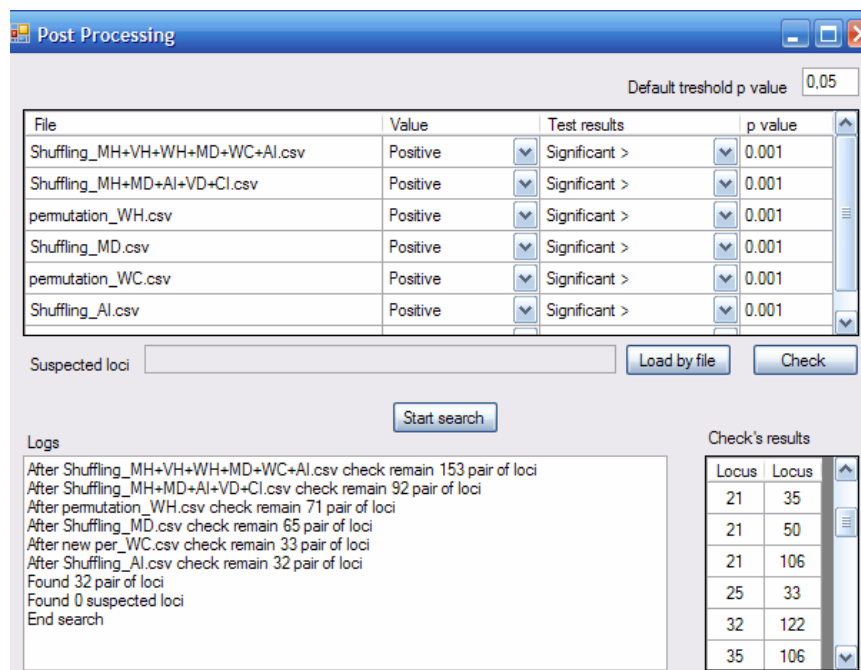 Post Processing
Default treshold p value 0,05
File Value Test results p value
Shuffling_MH+VH+WH+MD+WC+AI.csv Positive Significant > 0.001
Shuffling_MH+MD+AI+VD+CI.csv Positive Significant > 0.001
permutation_WH.csv Positive Significant > 0.001
Shuffling_MD.csv Positive Significant > 0.001
permutation_WC.csv Positive Significant > 0.001
Shuffling_AI.csv Positive Significant > 0.001
Suspected loci Load by file Check
Start search
Logs
After Shuffling_MH+VH+WH+MD+WC+AI.csv check remain 153 pair of loci
After Shuffling_MH+MD+AI+VD+CI.csv check remain 92 pair of loci
After permutation_WH.csv check remain 71 pair of loci
After Shuffling_MD.csv check remain 65 pair of loci
After new per_WC.csv check remain 33 pair of loci
After Shuffling_AI.csv check remain 32 pair of loci
Found 32 pair of loci
Found 0 suspected loci
End search
Check's results
Locus Locus
21 35
21 50
21 106
25 33
32 122
35 106